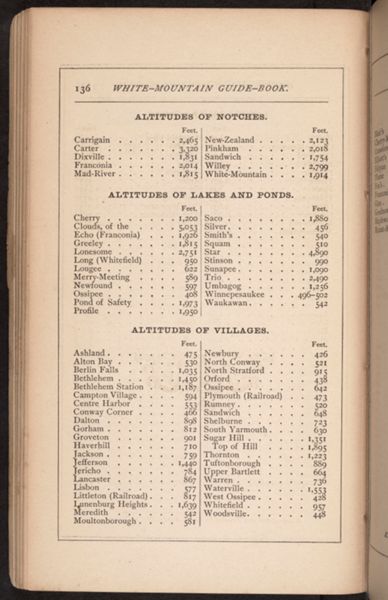 136 WHITE-MOUNTAIN GUIDE-BOOK.
ALTITUDES OF NOTCHES.
Feet.
Carrigain . . . . . . 2,465
Carter . . . . . . . 3,320
Dixville . . . . . . . 1,831
Franconia . . . . . . 2,014
Mad-River . . . . . . 1,815
Feet.
New-Zealand . . . . . 2,123
Pinkham . . . . . . 2,018
Sandwich . . . . . . 1,754
Willey . . . . . . . 2,799
White-Mountain . . . . 1,914
ALTITUDES OF LAKES AND PONDS.
Feet.
Cherry . . . . . . . 1,200
Clouds, of the . . . . 5,053
Echo (Franconia) . . . 1,926
Greeley . . . . . . . 1,815
Lonesome . . . . . . 2,751
Long (Whitefield) . . . 950
Lougee . . . . . . . 622
Merry-Meeting . . . . 589
Newfound . . . . . . 597
Ossipee . . . . . . . 408
Pond of Safety . . . . 1,973
Profile . . . . . . . 1,950
Feet.
Saco . . . . . . . . 1,880
Silver . . . . . . . . 456
Smith's . . . . . . . 540
Squam . . . . . . . 510
Star . . . . . . . . 4,890
Stinson . . . . . . . 990
Sunapee . . . . . . . 1,090
Trio . . . . . . . . 2,490
Umbagog . . . . . . 1,256
Winnepesaukee . . . 496-502
Waukawan . . . . . . 542
ALTITUDES OF VILLAGES.
Feet.
Ashland . . . . . . . 475
Alton Bay . . . . . . 530
Berlin Falls . . . . . 1,035
Bethlehem . . . . . . 1,450
Bethlehem Station . . . 1,187
Campton Village . . . . 594
Centre Harbor . . . . 553
Conway Corner . . . . 466
Dalton . . . . . . . 898
Gorham . . . . . . . 812
Groveton . . . . . . 901
Haverhill . . . . . . 710
Jackson . . . . . . . 759
Jefferson . . . . . . 1,440
Jericho . . . . . . . 784
Lancaster . . . . . . 867
Lisbon . . . . . . . 577
Littleton (Railroad) . . . 817
Lunenburg Heights . . . 1,639
Meredith . . . . . . 542
Moultonborough . . . . 581
Feet.
Newbury . . . . . . 426
North Conway . . . . 521
North Stratford . . . . 915
Orford . . . . . . . 438
Ossipee . . . . . . . 642
Plymouth (Railroad) . . 473
Rumney . . . . . . . 520
Sandwich . . . . . . 648
Shelburne . . . . . . 723
South Yarmouth . . . . 630
Sugar Hill . . . . . . 1,351
Top of Hill . . . . 1,895
Thornton . . . . . . 1,223
Tuftonborough . . . . 889
Upper Bartlett . . . . 664
Warren . . . . . . . 736
Waterville . . . . . . 1,553
West Ossipee . . . . . 428
Whitefield . . . . . . 957
Woodsville . . . . . . 448